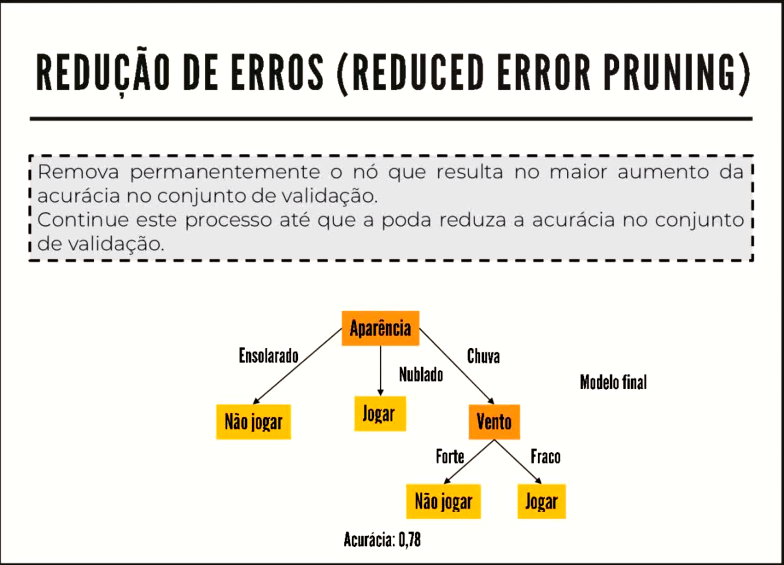 REDUÇÃO DE ERROS (REDUCED ERROR PRUNING)
Remova permanentemente o nó que resulta no maior aumento da
acurácia no conjunto de validação.
Continue este processo até que a poda reduza a acurácia no conjunto
de validação.
Aparência
Ensolarado
Chuva
Nublado
Modelo final
Não jogar
Jogar
Vento
Forte
Fraco
Não jogar
Jogar
Acurácia: 0,78